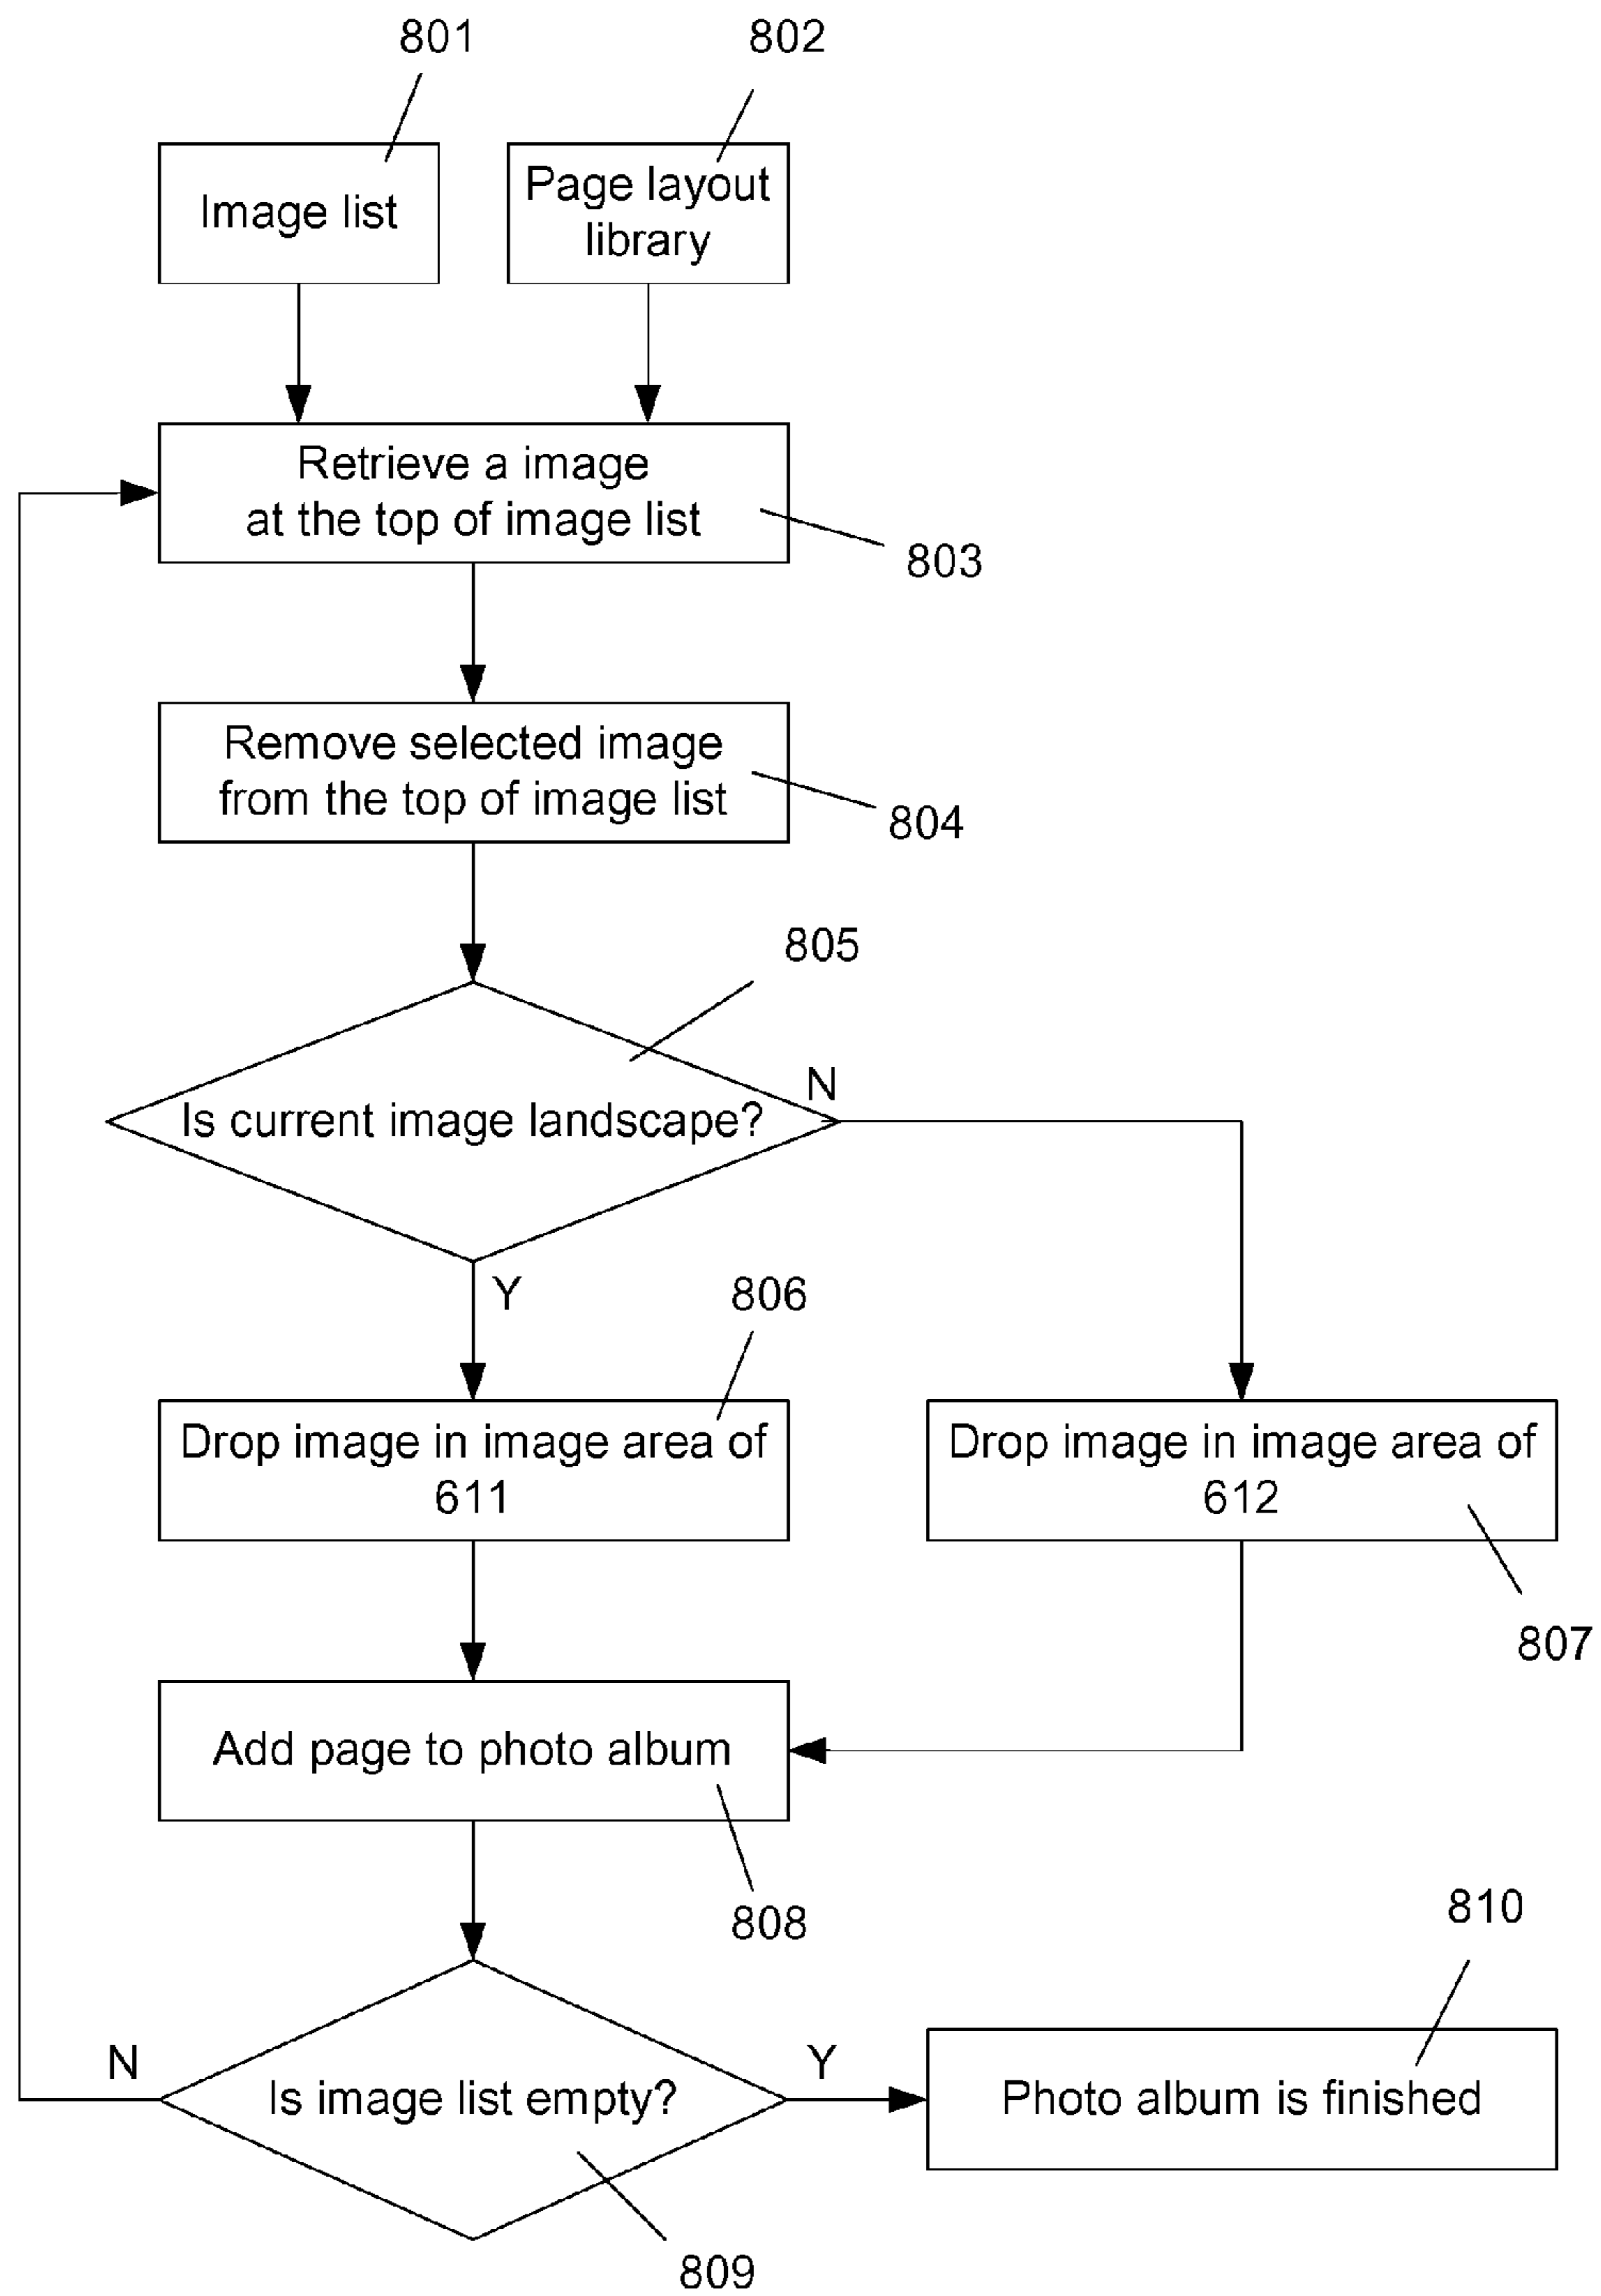 801
802
Image list
Page layout
library
Retrieve a image
at the top of image list
803
Remove selected image
from the top of image list
804
805
Is current image landscape?
N
Y
806
Drop image in image area of
611
Drop image in image area of
612
807
Add page to photo album
808
810
N
Is image list empty?
Y
Photo album is finished
809